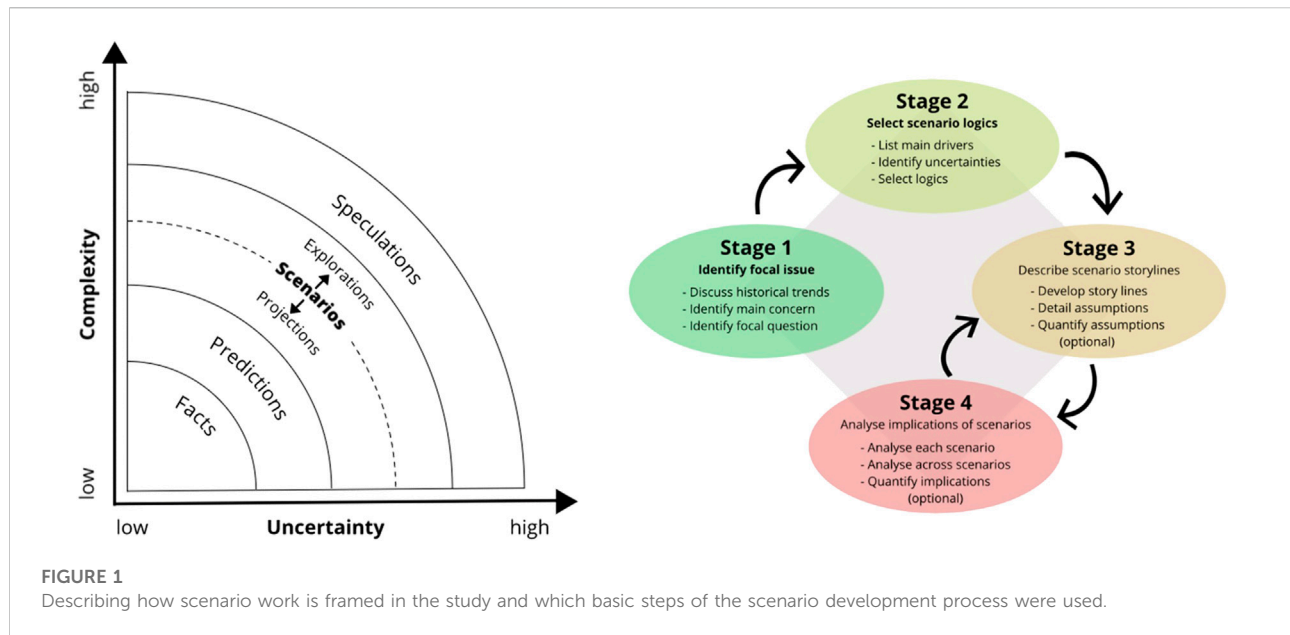 high
Complexity
low
Speculations
Explorations
Scenarios
Projections
Predictions
Facts
low
Uncertainty
high
Stage 1
Identify focal issue
- Discuss historical trends
- Identify main concern
- Identify focal question
Stage 2
Select scenario logics
- List main drivers
- Identify uncertainties
- Select logics
Stage 3
Describe scenario storylines
- Develop story lines
- Detail assumptions
- Quantify assumptions
(optional)
Stage 4
Analyse implications of scenarios
- Analyse each scenario
- Analyse across scenarios
- Quantify implications
(optional)
FIGURE 1
Describing how scenario work is framed in the study and which basic steps of the scenario development process were used.